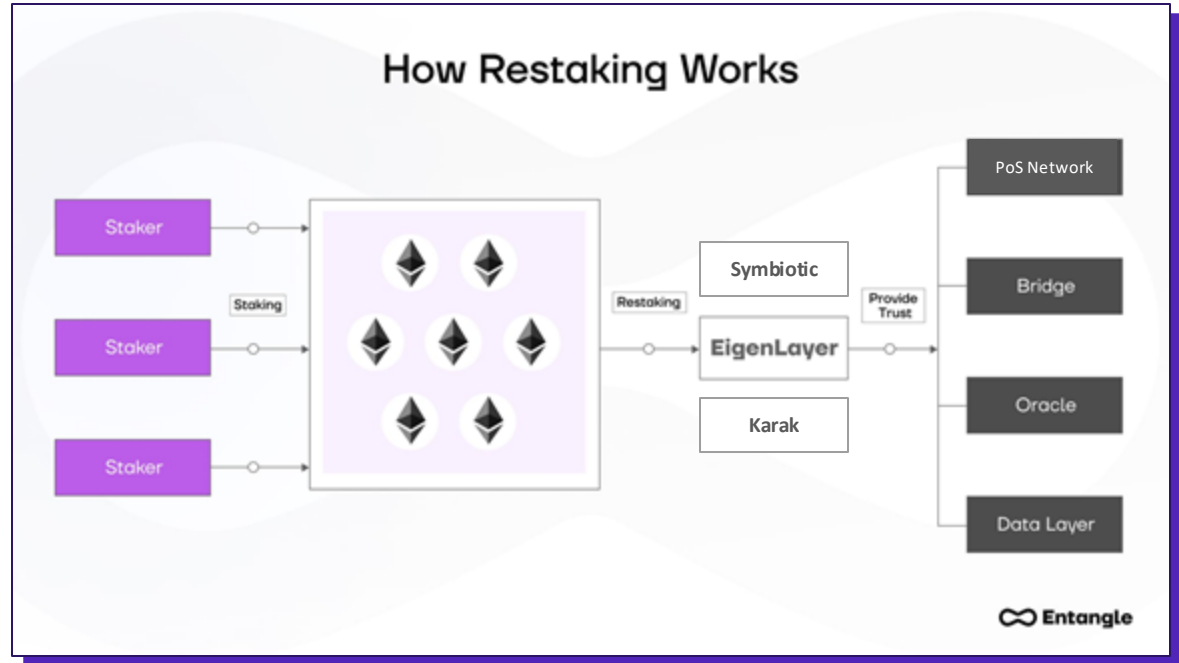 How Restaking Works
Staker
Staker
Staker
Staking
Restaking
Symbiotic
EigenLayer
Karak
Provide
Trust
PoS Network
Bridge
Oracle
Data Layer
Entangle